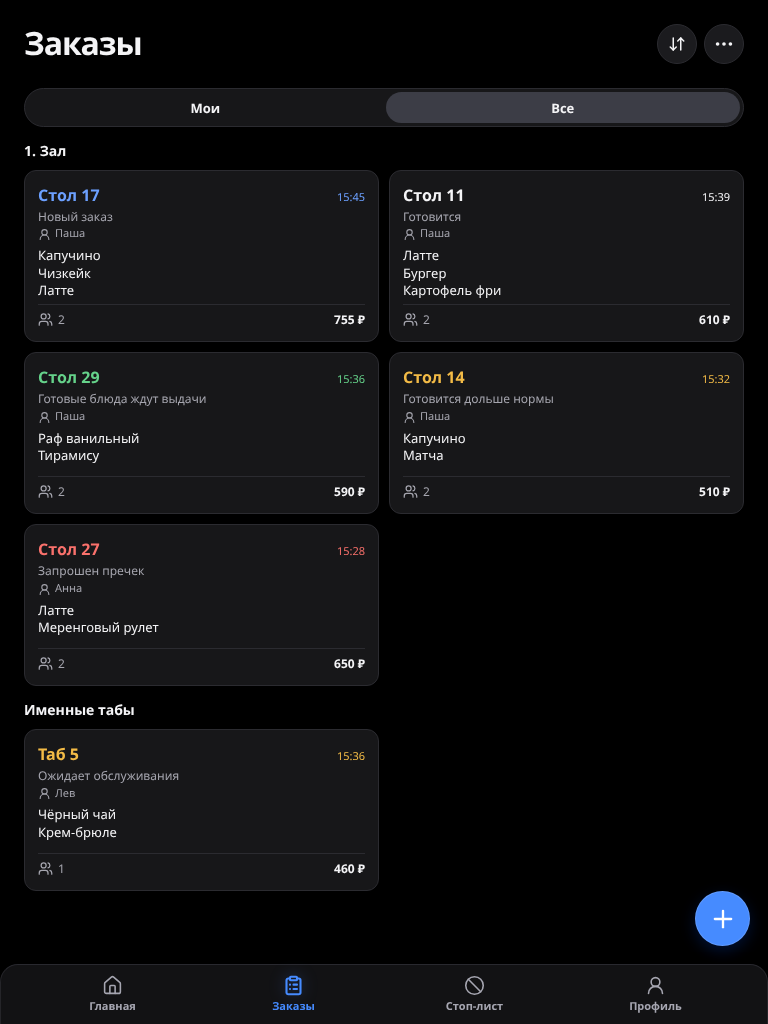 Заказы
Мои
Все
1. Зал
Стол 17
15:45
Новый заказ
Паша
Капучино
Чизкейк
Латте
2
755 ₽
Стол 11
15:39
Готовится
Паша
Латте
Бургер
Картофель фри
2
610 ₽
Стол 29
15:36
Готовые блюда ждут выдачи
Паша
Раф ванильный
Тирамису
2
590 ₽
Стол 14
15:32
Готовится дольше нормы
Паша
Капучино
Матча
2
510 ₽
Стол 27
15:28
Запрошен пречек
Анна
Латте
Меренговый рулет
2
650 ₽
Именные табы
Таб 5
15:36
Ожидает обслуживания
Лев
Чёрный чай
Крем-брюле
1
460 ₽
Главная
Заказы
Стоп-лист
Профиль